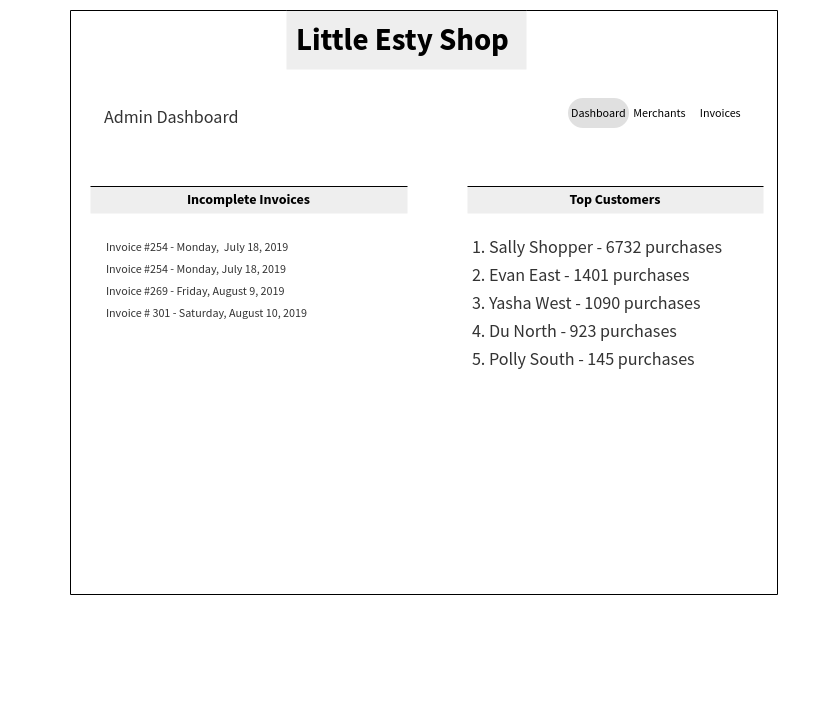 Little Esty Shop
Admin Dashboard
Dashboard Merchants Invoices
Incomplete Invoices
Invoice #254 - Monday,  July 18, 2019
Invoice #254 - Monday, July 18, 2019
Invoice #269 - Friday, August 9, 2019
Invoice # 301 - Saturday, August 10, 2019
Top Customers
1. Sally Shopper - 6732 purchases
2. Evan East - 1401 purchases
3. Yasha West - 1090 purchases
4. Du North - 923 purchases
5. Polly South - 145 purchases